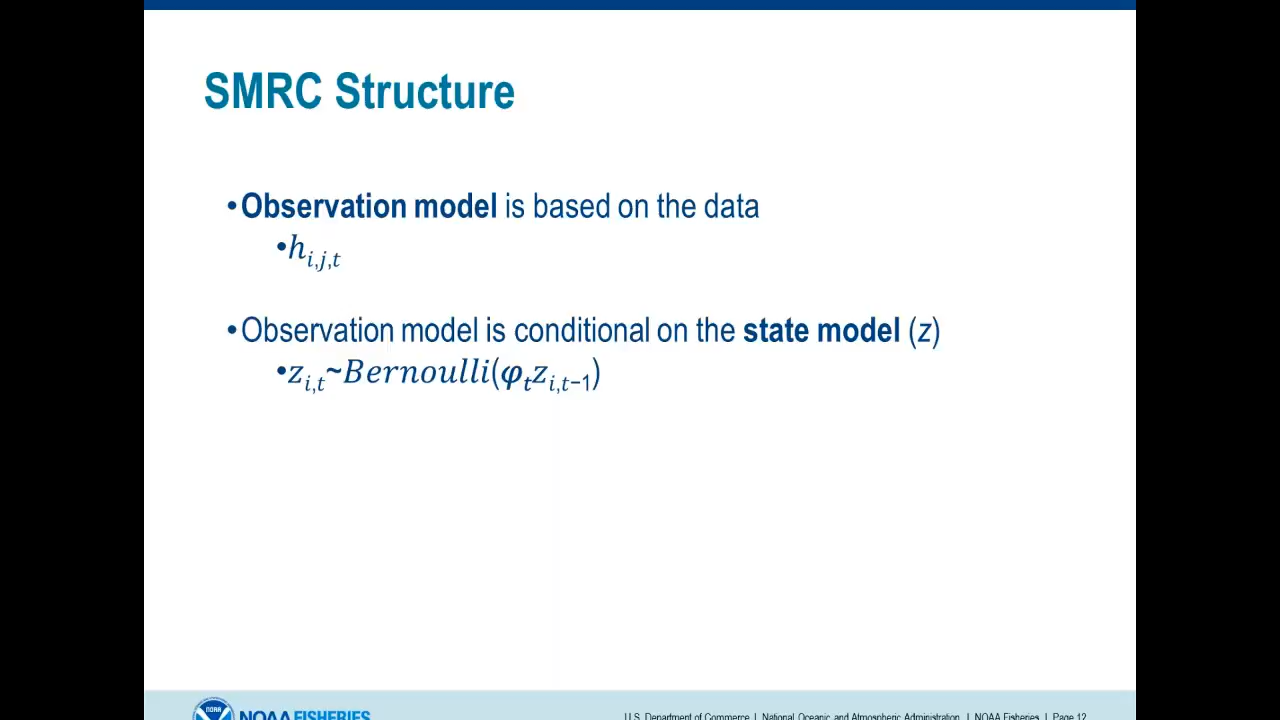 SMRC Structure
•Observation model is based on the data
•h_{i,j,t}
•Observation model is conditional on the state model (z)
•z_{i,t}~Bernoulli(φ_t z_{i,t−1})
NOAA
NOAA FISHERIES
U.S. Department of Commerce | National Oceanic and Atmospheric Administration | NOAA Fisheries | Page 12